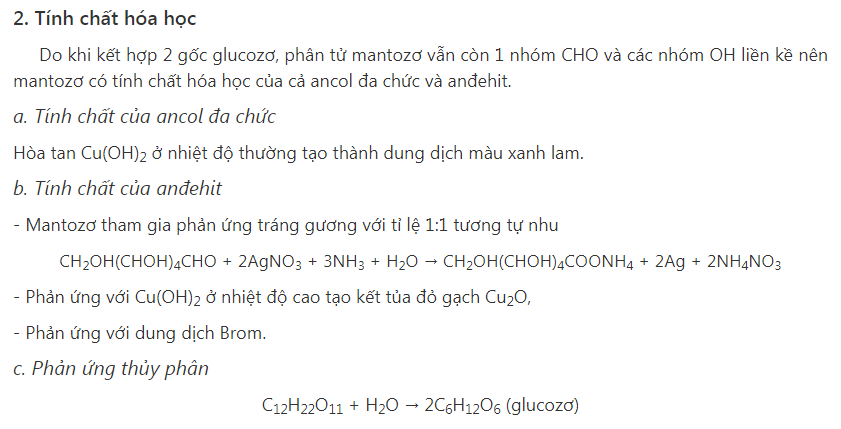 2. Tính chất hóa học
Do khi kết hợp 2 gốc glucozơ, phân tử mantozơ vẫn còn 1 nhóm CHO và các nhóm OH liền kề nên
mantozơ có tính chất hóa học của cả ancol đa chức và anđehit.
a. Tính chất của ancol đa chức
Hòa tan Cu(OH)₂ ở nhiệt độ thường tạo thành dung dịch màu xanh lam.
b. Tính chất của anđehit
- Mantozơ tham gia phản ứng tráng gương với tỉ lệ 1:1 tương tự nhu
CH₂OH(CHOH)₄CHO + 2AgNO₃ + 3NH₃ + H₂O → CH₂OH(CHOH)₄COONH₄ + 2Ag + 2NH₄NO₃
- Phản ứng với Cu(OH)₂ ở nhiệt độ cao tạo kết tủa đỏ gạch Cu₂O,
- Phản ứng với dung dịch Brom.
c. Phản ứng thủy phân
C₁₂H₂₂O₁₁ + H₂O → 2C₆H₁₂O₆ (glucozơ)